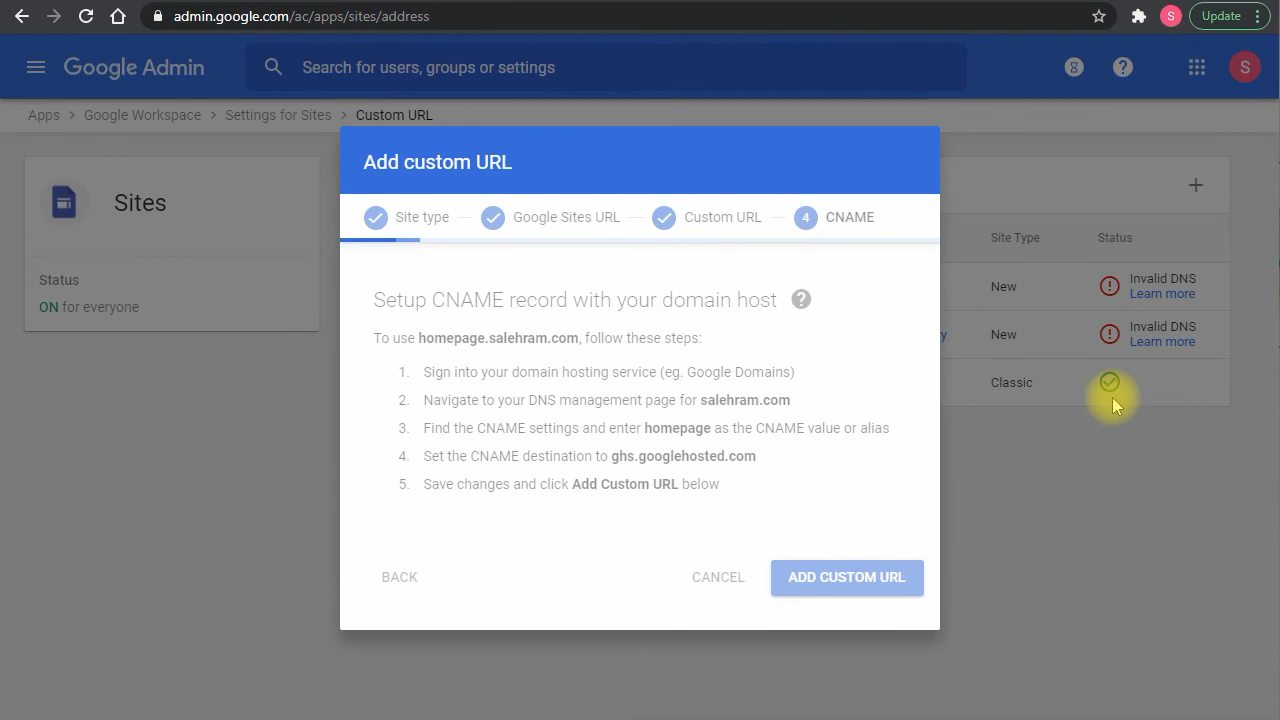 admin.google.com/ac/apps/sites/address
S
Update
Google Admin
Search for users, groups or settings
8
?
S
Apps > Google Workspace > Settings for Sites > Custom URL
Sites
Status
ON for everyone
Add custom URL
Site type
Google Sites URL
Custom URL
4 CNAME
Setup CNAME record with your domain host ?
To use homepage.salehram.com, follow these steps:
1. Sign into your domain hosting service (eg. Google Domains)
2. Navigate to your DNS management page for salehram.com
3. Find the CNAME settings and enter homepage as the CNAME value or alias
4. Set the CNAME destination to ghs.googlehosted.com
5. Save changes and click Add Custom URL below
BACK
CANCEL
ADD CUSTOM URL
Site Type
Status
New
Invalid DNS
Learn more
y
New
Invalid DNS
Learn more
Classic